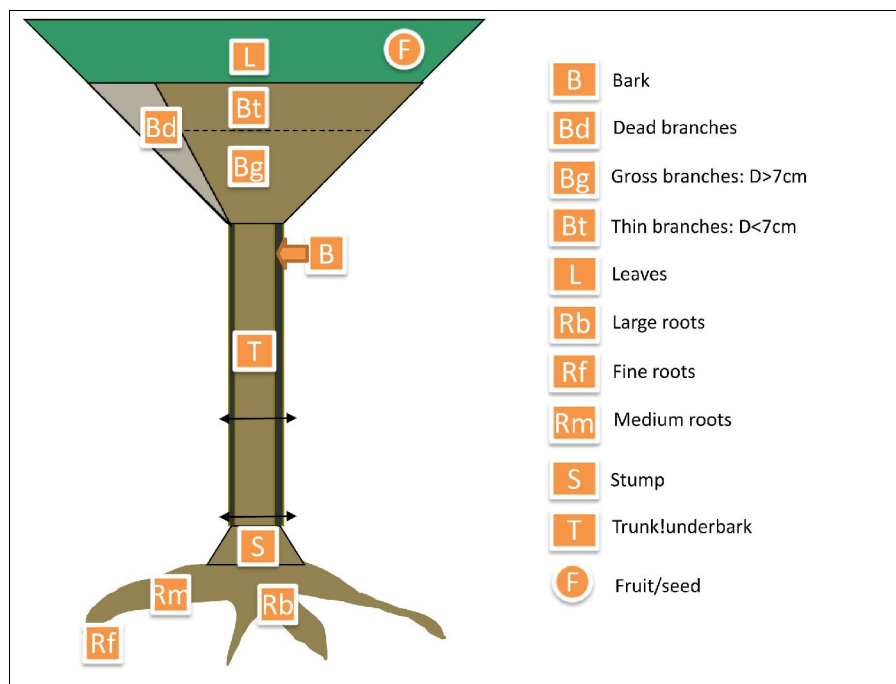 L
F
Bt
Bd
Bg
B
T
S
Rm
Rb
Rf
B Bark
Bd Dead branches
Bg Gross branches: D>7cm
Bt Thin branches: D<7cm
L Leaves
Rb Large roots
Rf Fine roots
Rm Medium roots
S Stump
T Trunk!underbark
F Fruit/seed